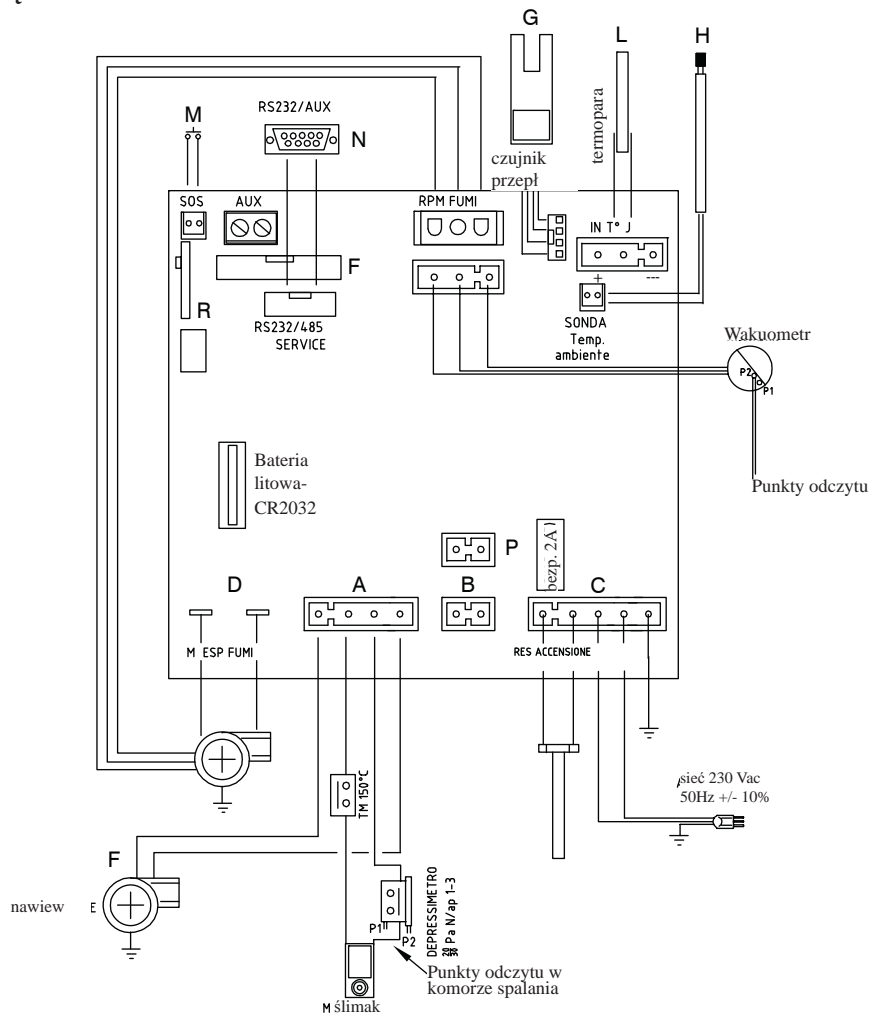 G
L
H
M
RS232/AUX
N
termopara
czujnik
przepł
SOS
AUX
RPM FUMI
IN T° J
F
+
---
R
RS232/485
SERVICE
SONDA
Temp.
ambiente
Wakuometr
P2
P1
Punkty odczytu
Bateria
litowa-
CR2032
P
bezp. 2A)
D
A
B
C
M ESP FUMI
RES ACCENSIONE
TM 150°C
sieć 230 Vac
50Hz +/- 10%
F
nawiew
E
P1
P2
DEPRESSIMETRO
Pa N/ap 1-3
Punkty odczytu w
komorze spalania
M ślimak